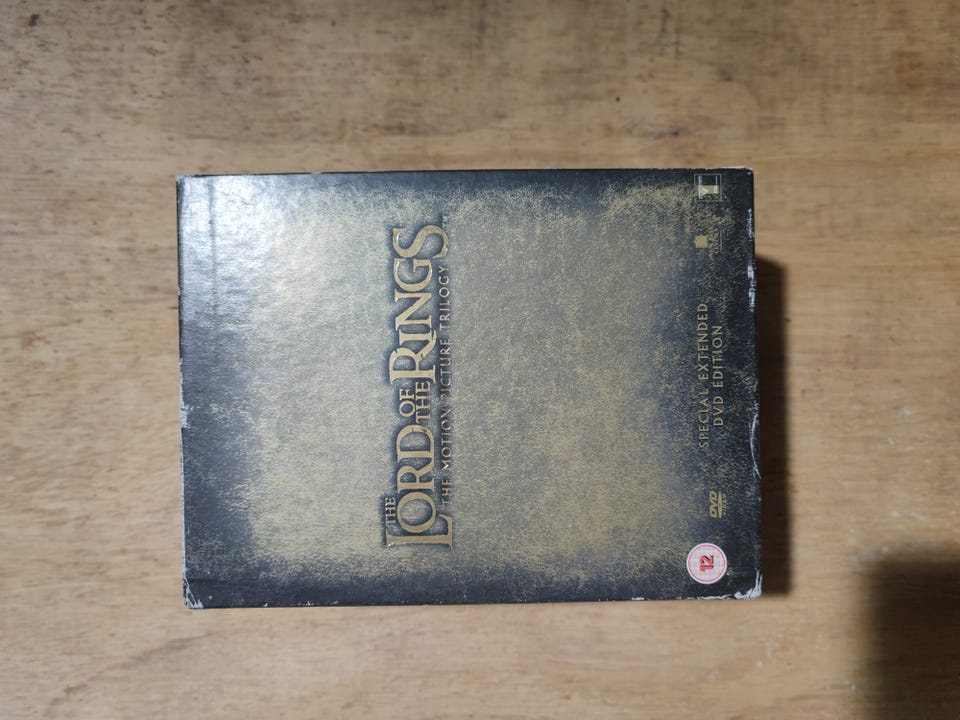 THE
LORD OF
THE RINGS
THE MOTION PICTURE TRILOGY
SPECIAL EXTENDED
DVD EDITION
12
DVD